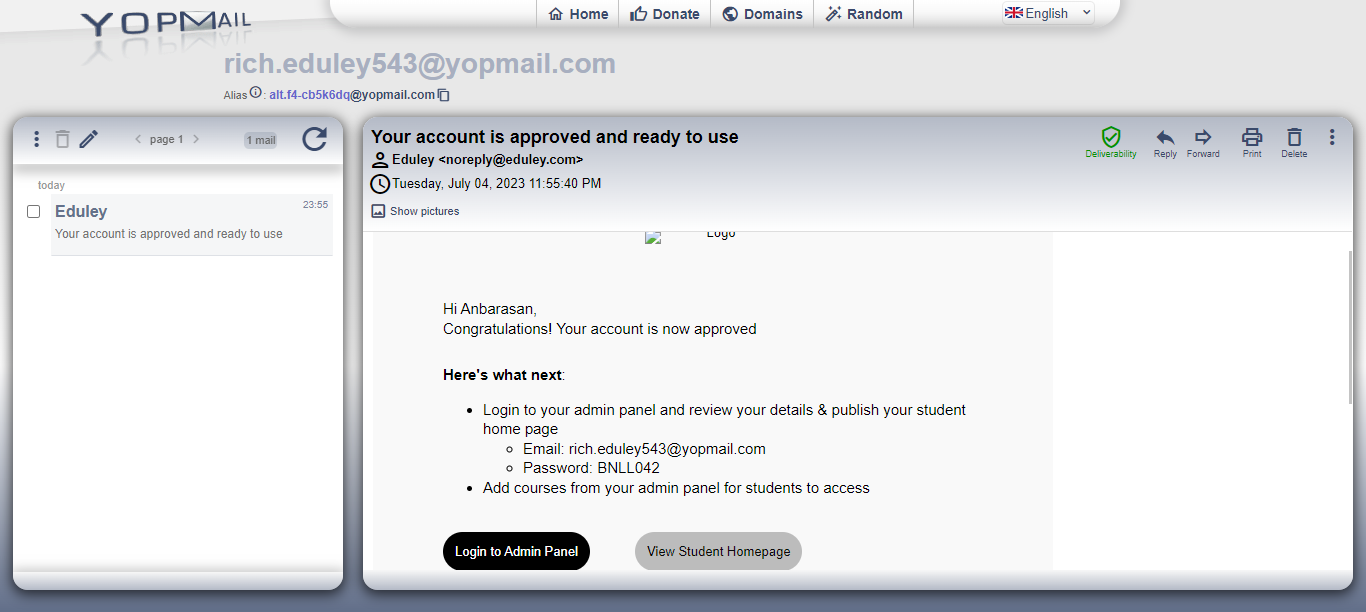 YOPMAIL
Home
Donate
Domains
Random
English
rich.eduley543@yopmail.com
Alias : alt.f4-cb5k6dq@yopmail.com
page 1
1 mail
today
Eduley
23:55
Your account is approved and ready to use
Your account is approved and ready to use
Eduley <noreply@eduley.com>
Tuesday, July 04, 2023 11:55:40 PM
Show pictures
Deliverability
Reply
Forward
Print
Delete
Logo
Hi Anbarasan,
Congratulations! Your account is now approved
Here's what next:
Login to your admin panel and review your details & publish your student
home page
Email: rich.eduley543@yopmail.com
Password: BNLL042
Add courses from your admin panel for students to access
Login to Admin Panel
View Student Homepage